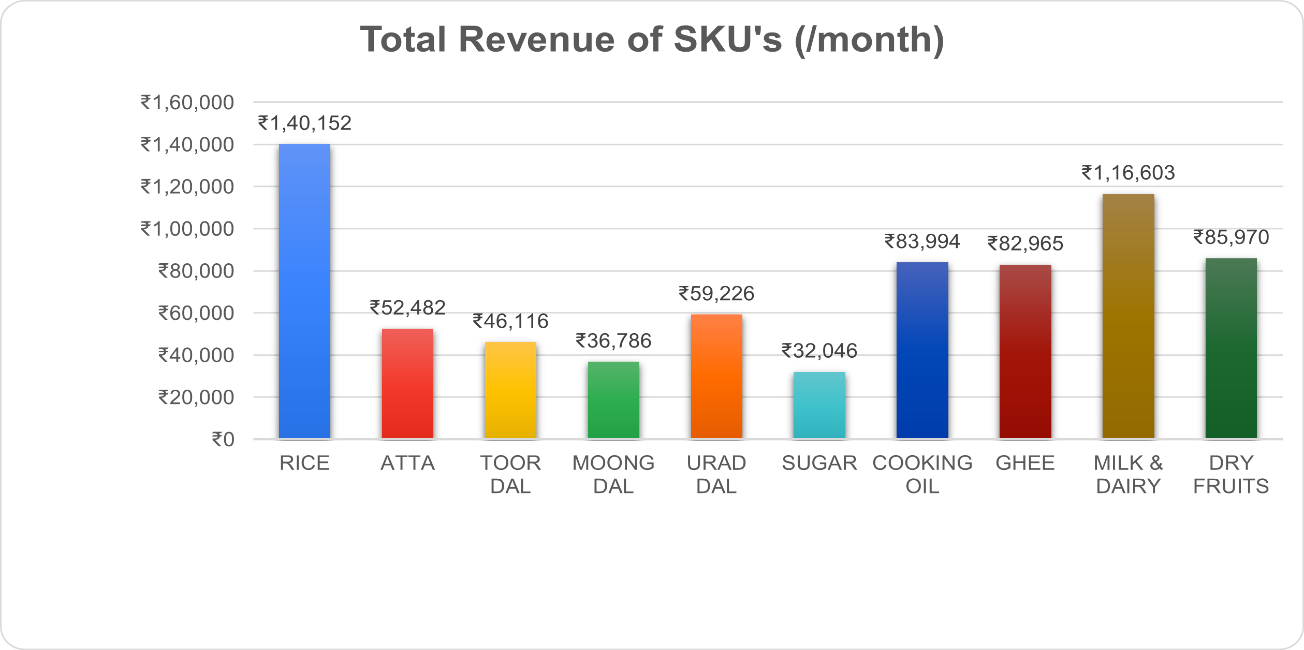 Total Revenue of SKU's (/month)
₹1,60,000
₹1,40,000
₹1,20,000
₹1,00,000
₹80,000
₹60,000
₹40,000
₹20,000
₹0
₹1,40,152
₹52,482
₹46,116
₹36,786
₹59,226
₹32,046
₹83,994
₹82,965
₹1,16,603
₹85,970
RICE
ATTA
TOOR
DAL
MOONG
DAL
URAD
DAL
SUGAR
COOKING
OIL
GHEE
MILK &
DAIRY
DRY
FRUITS